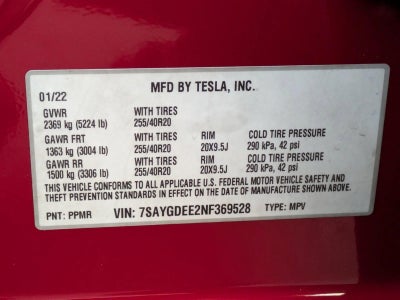 MFD BY TESLA, INC.
01/22
GVWR WITH TIRES
2369 kg (5224 lb) 255/40R20
GAWR FRT WITH TIRES RIM COLD TIRE PRESSURE
1363 kg (3004 lb) 255/40R20 20X9.5J 290 kPa, 42 psi
GAWR RR WITH TIRES RIM COLD TIRE PRESSURE
1500 kg (3306 lb) 255/40R20 20X9.5J 290 kPa, 42 psi
THIS VEHICLE CONFORMS TO ALL APPLICABLE U.S. FEDERAL MOTOR VEHICLE SAFETY AND
THEFT PREVENTION STANDARDS IN EFFECT ON THE DATE OF MANUFACTURE SHOWN ABOVE.
PNT: PPMR VIN: 7SAYGDEE2NF369528 TYPE: MPV